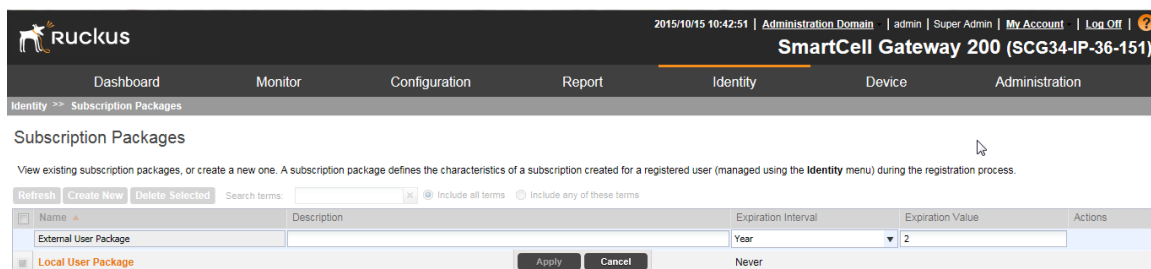 Ruckus
2015/10/15 10:42:51 | Administration Domain | admin | Super Admin | My Account | Log Off | ?
SmartCell Gateway 200 (SCG34-IP-36-151)
Dashboard Monitor Configuration Report Identity Device Administration
Identity >> Subscription Packages
Subscription Packages
View existing subscription packages, or create a new one. A subscription package defines the characteristics of a subscription created for a registered user (managed using the Identity menu) during the registration process.
Refresh Create New Delete Selected Search terms: × Include all terms Include any of these terms
Name Description Expiration Interval Expiration Value Actions
External User Package Year 2
Local User Package Apply Cancel Never